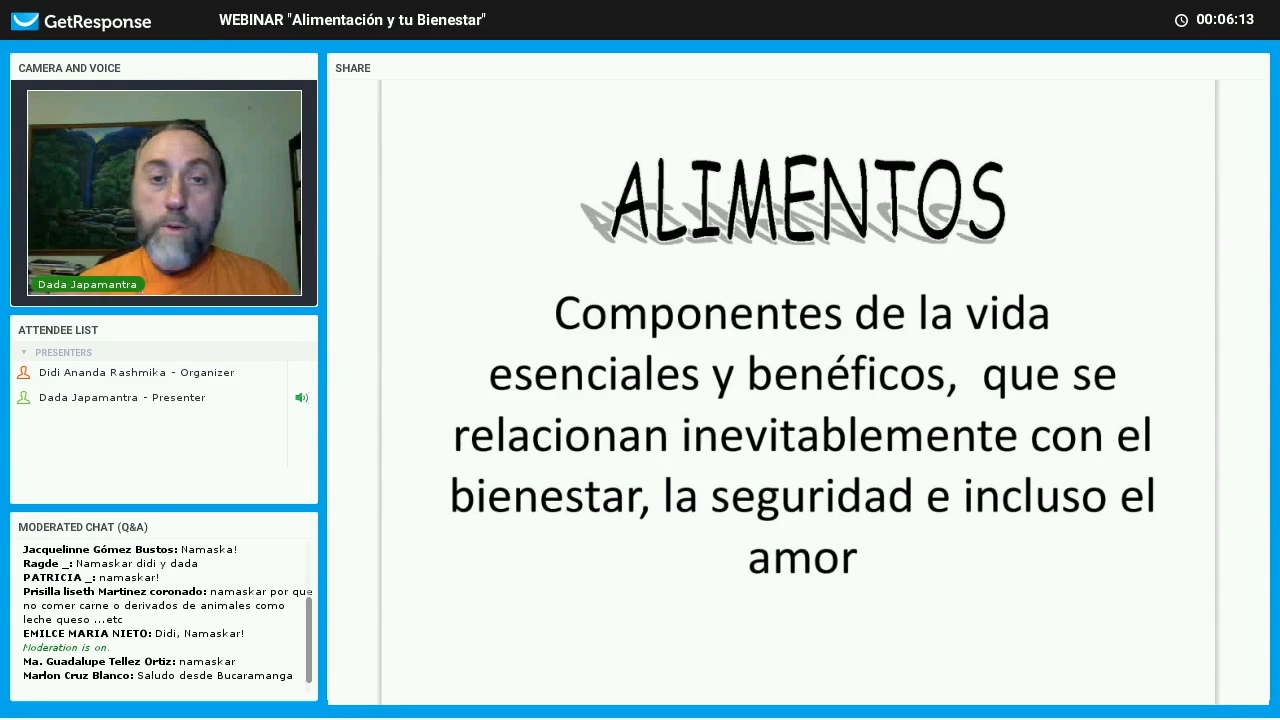 GetResponse
WEBINAR "Alimentación y tu Bienestar"
00:06:13
CAMERA AND VOICE
Dada Japamantra
ATTENDEE LIST
PRESENTERS
Didi Ananda Rashmika - Organizer
Dada Japamantra - Presenter
MODERATED CHAT (Q&A)
Jacquelinne Gómez Bustos: Namaska!
Ragde _: Namaskar didi y dada
PATRICIA _: namaskar!
Prisilla liseth Martinez coronado: namaskar por que
no comer carne o derivados de animales como
leche queso ...etc
EMILCE MARIA NIETO: Didi, Namaskar!
Moderation is on.
Ma. Guadalupe Tellez Ortiz: namaskar
Marlon Cruz Blanco: Saludo desde Bucaramanga
SHARE
ALIMENTOS
Componentes de la vida
esenciales y benéficos, que se
relacionan inevitablemente con el
bienestar, la seguridad e incluso el
amor